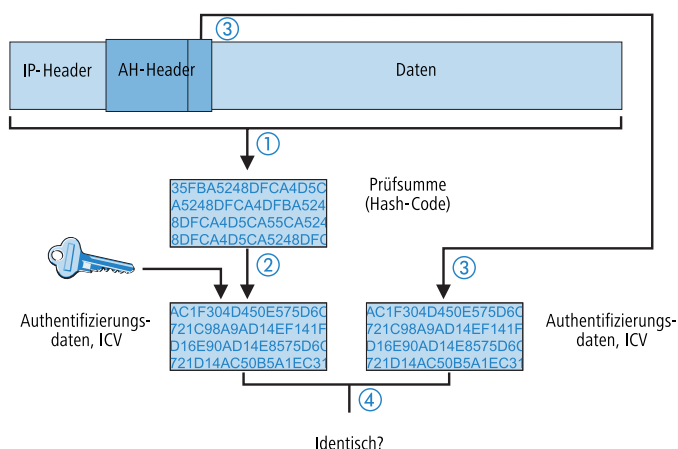 ③
IP-Header
AH-Header
Daten
①
35FBA5248DFCA4D5C
A5248DFCA4DFBA524
8DFCA4D5CA55CA524
8DFCA4D5CA5248DFC
Prüfsumme
(Hash-Code)
②
③
Authentifizierungs-
daten, ICV
AC1F304D450E575D6C
721C98A9AD14EF141F
D16E90AD14E8575D6C
721D14AC50B5A1EC31
AC1F304D450E575D6C
721C98A9AD14EF141F
D16E90AD14E8575D6C
721D14AC50B5A1EC31
Authentifizierungs-
daten, ICV
④
Identisch?